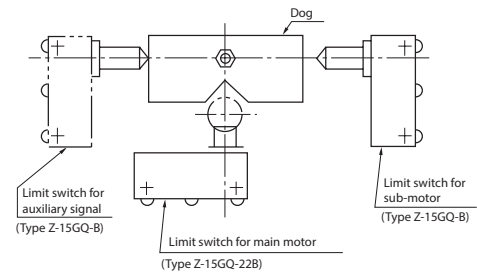 Dog
Limit switch for
auxiliary signal
(Type Z-15GQ-B)
Limit switch for main motor
(Type Z-15GQ-22B)
Limit switch for
sub-motor
(Type Z-15GQ-B)